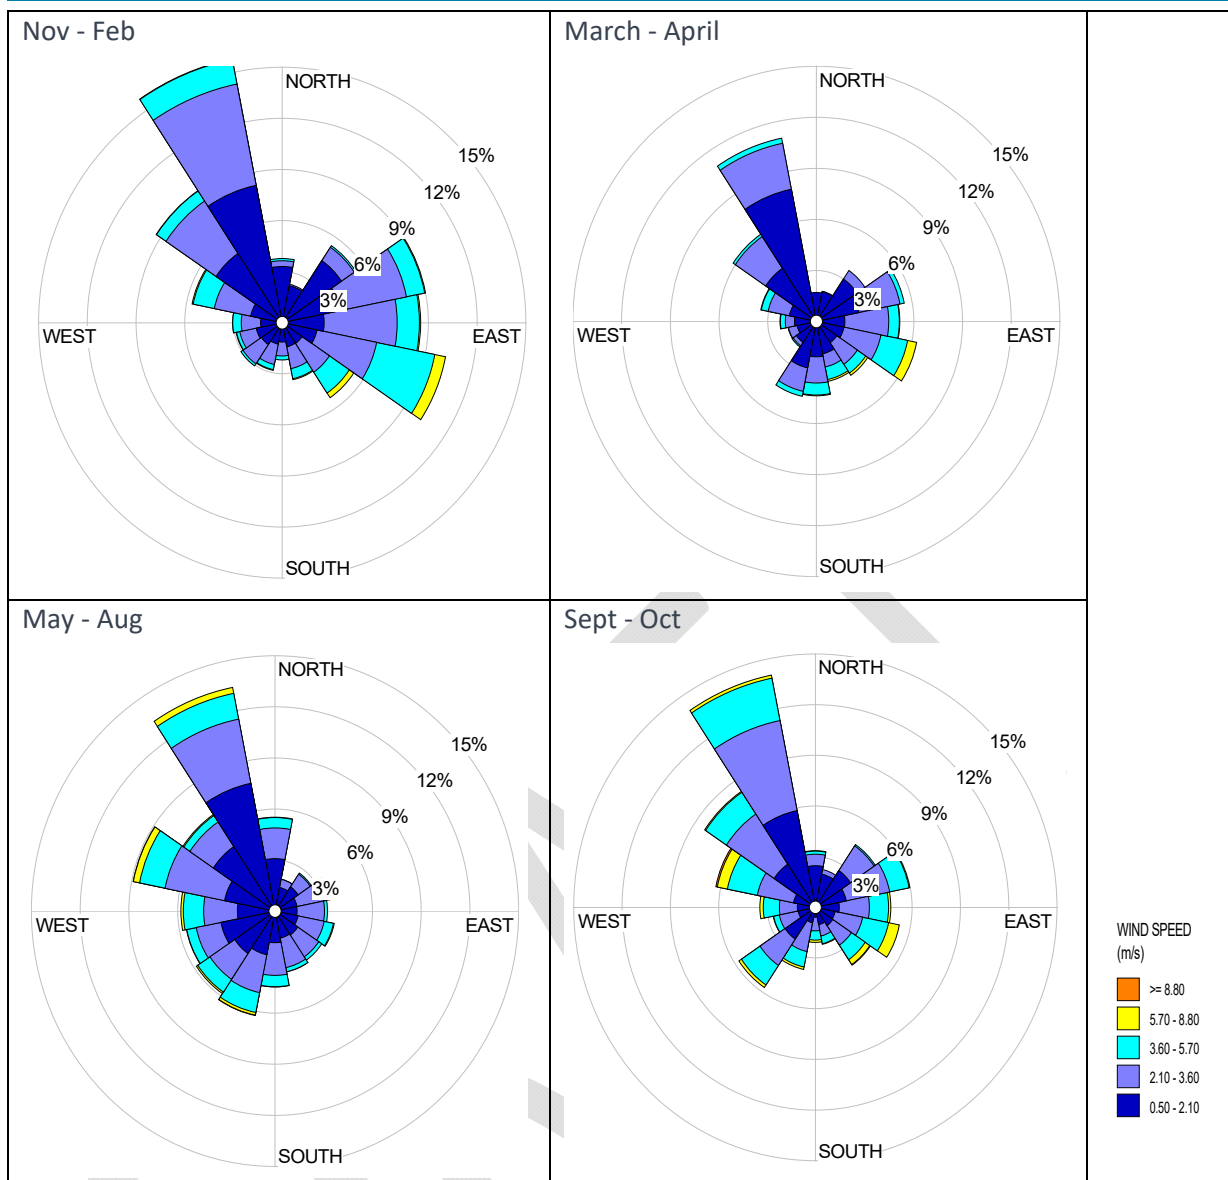 Nov - Feb
NORTH
15%
12%
9%
6%
3%
WEST
EAST
SOUTH
March - April
NORTH
15%
12%
9%
6%
3%
WEST
EAST
SOUTH
May - Aug
NORTH
15%
12%
9%
6%
3%
WEST
EAST
SOUTH
Sept - Oct
NORTH
15%
12%
9%
6%
3%
WEST
EAST
SOUTH
WIND SPEED
(m/s)
>= 8.80
5.70 - 8.80
3.60 - 5.70
2.10 - 3.60
0.50 - 2.10